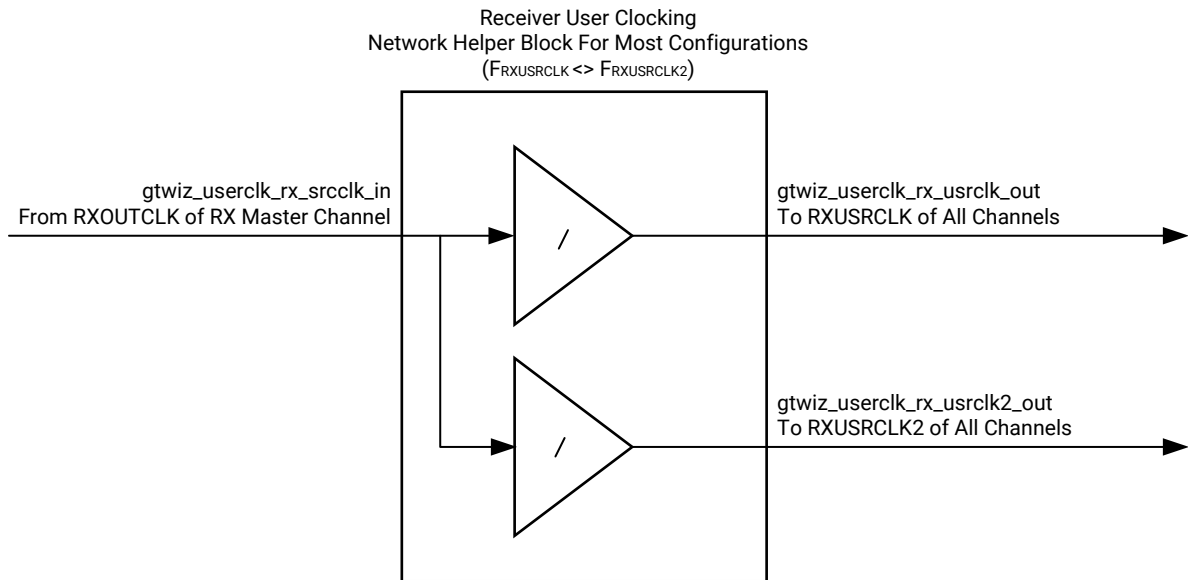 Receiver User Clocking
Network Helper Block For Most Configurations
(FRXUSRCLK <> FRXUSRCLK2)
gtwiz_userclk_rx_srcclk_in
From RXOUTCLK of RX Master Channel
gtwiz_userclk_rx_usrclk_out
To RXUSRCLK of All Channels
/
gtwiz_userclk_rx_usrclk2_out
To RXUSRCLK2 of All Channels
/